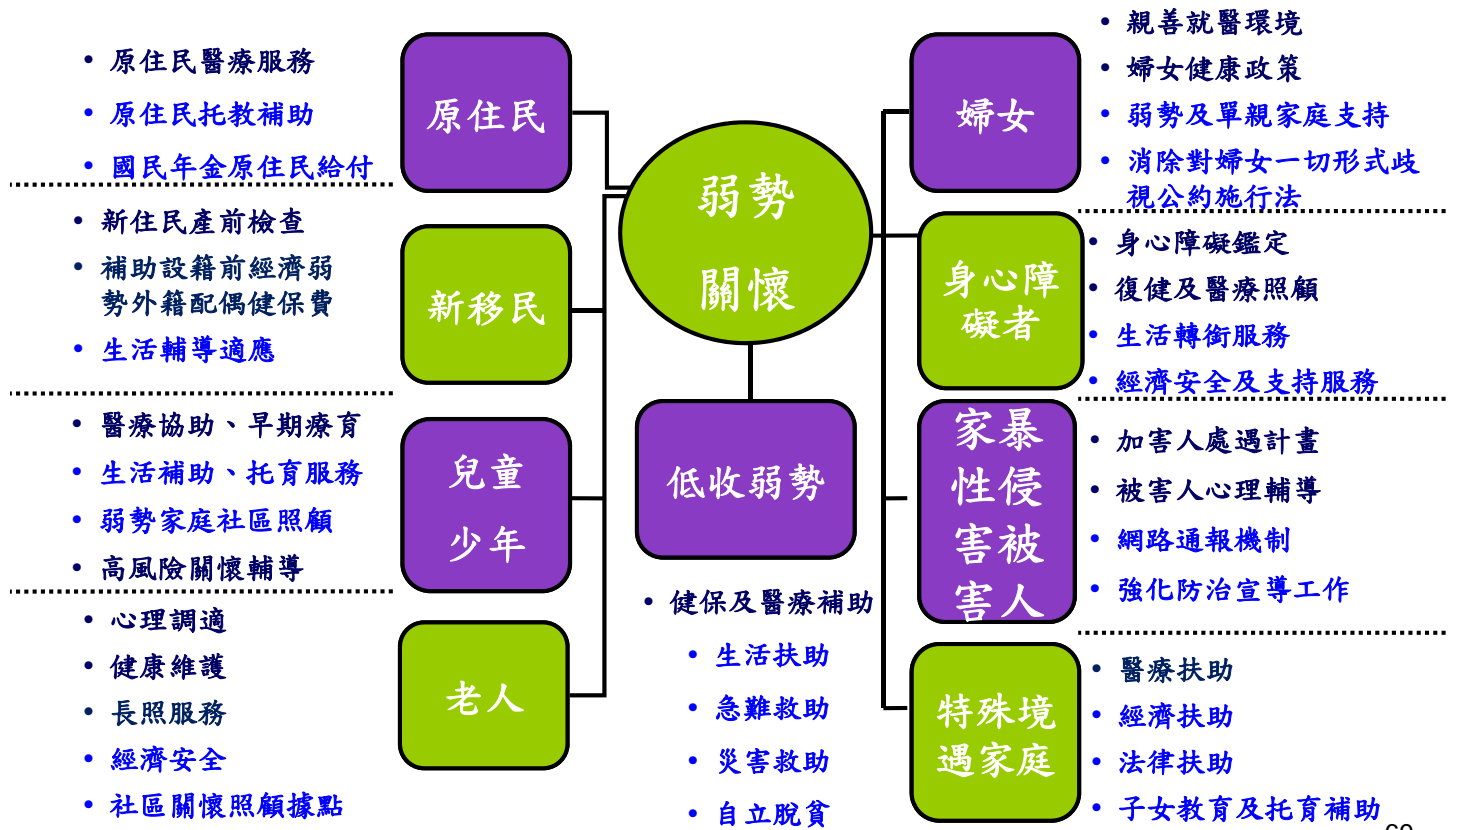 • 原住民醫療服務
• 原住民托教補助
• 國民年金原住民給付
原住民
• 新住民產前檢查
• 補助設籍前經濟弱
勢外籍配偶健保費
• 生活輔導適應
新移民
• 醫療協助、早期療育
• 生活補助、托育服務
• 弱勢家庭社區照顧
• 高風險關懷輔導
兒童
少年
• 心理調適
• 健康維護
• 長照服務
• 經濟安全
• 社區關懷照顧據點
老人
弱勢
關懷
低收弱勢
• 健保及醫療補助
• 生活扶助
• 急難救助
• 災害救助
• 自立脫貧
婦女
• 親善就醫環境
• 婦女健康政策
• 弱勢及單親家庭支持
• 消除對婦女一切形式歧
視公約施行法
身心障
礙者
• 身心障礙鑑定
• 復健及醫療照顧
• 生活轉銜服務
• 經濟安全及支持服務
家暴
性侵
害被
害人
• 加害人處遇計畫
• 被害人心理輔導
• 網路通報機制
• 強化防治宣導工作
特殊境
遇家庭
• 醫療扶助
• 經濟扶助
• 法律扶助
• 子女教育及托育補助